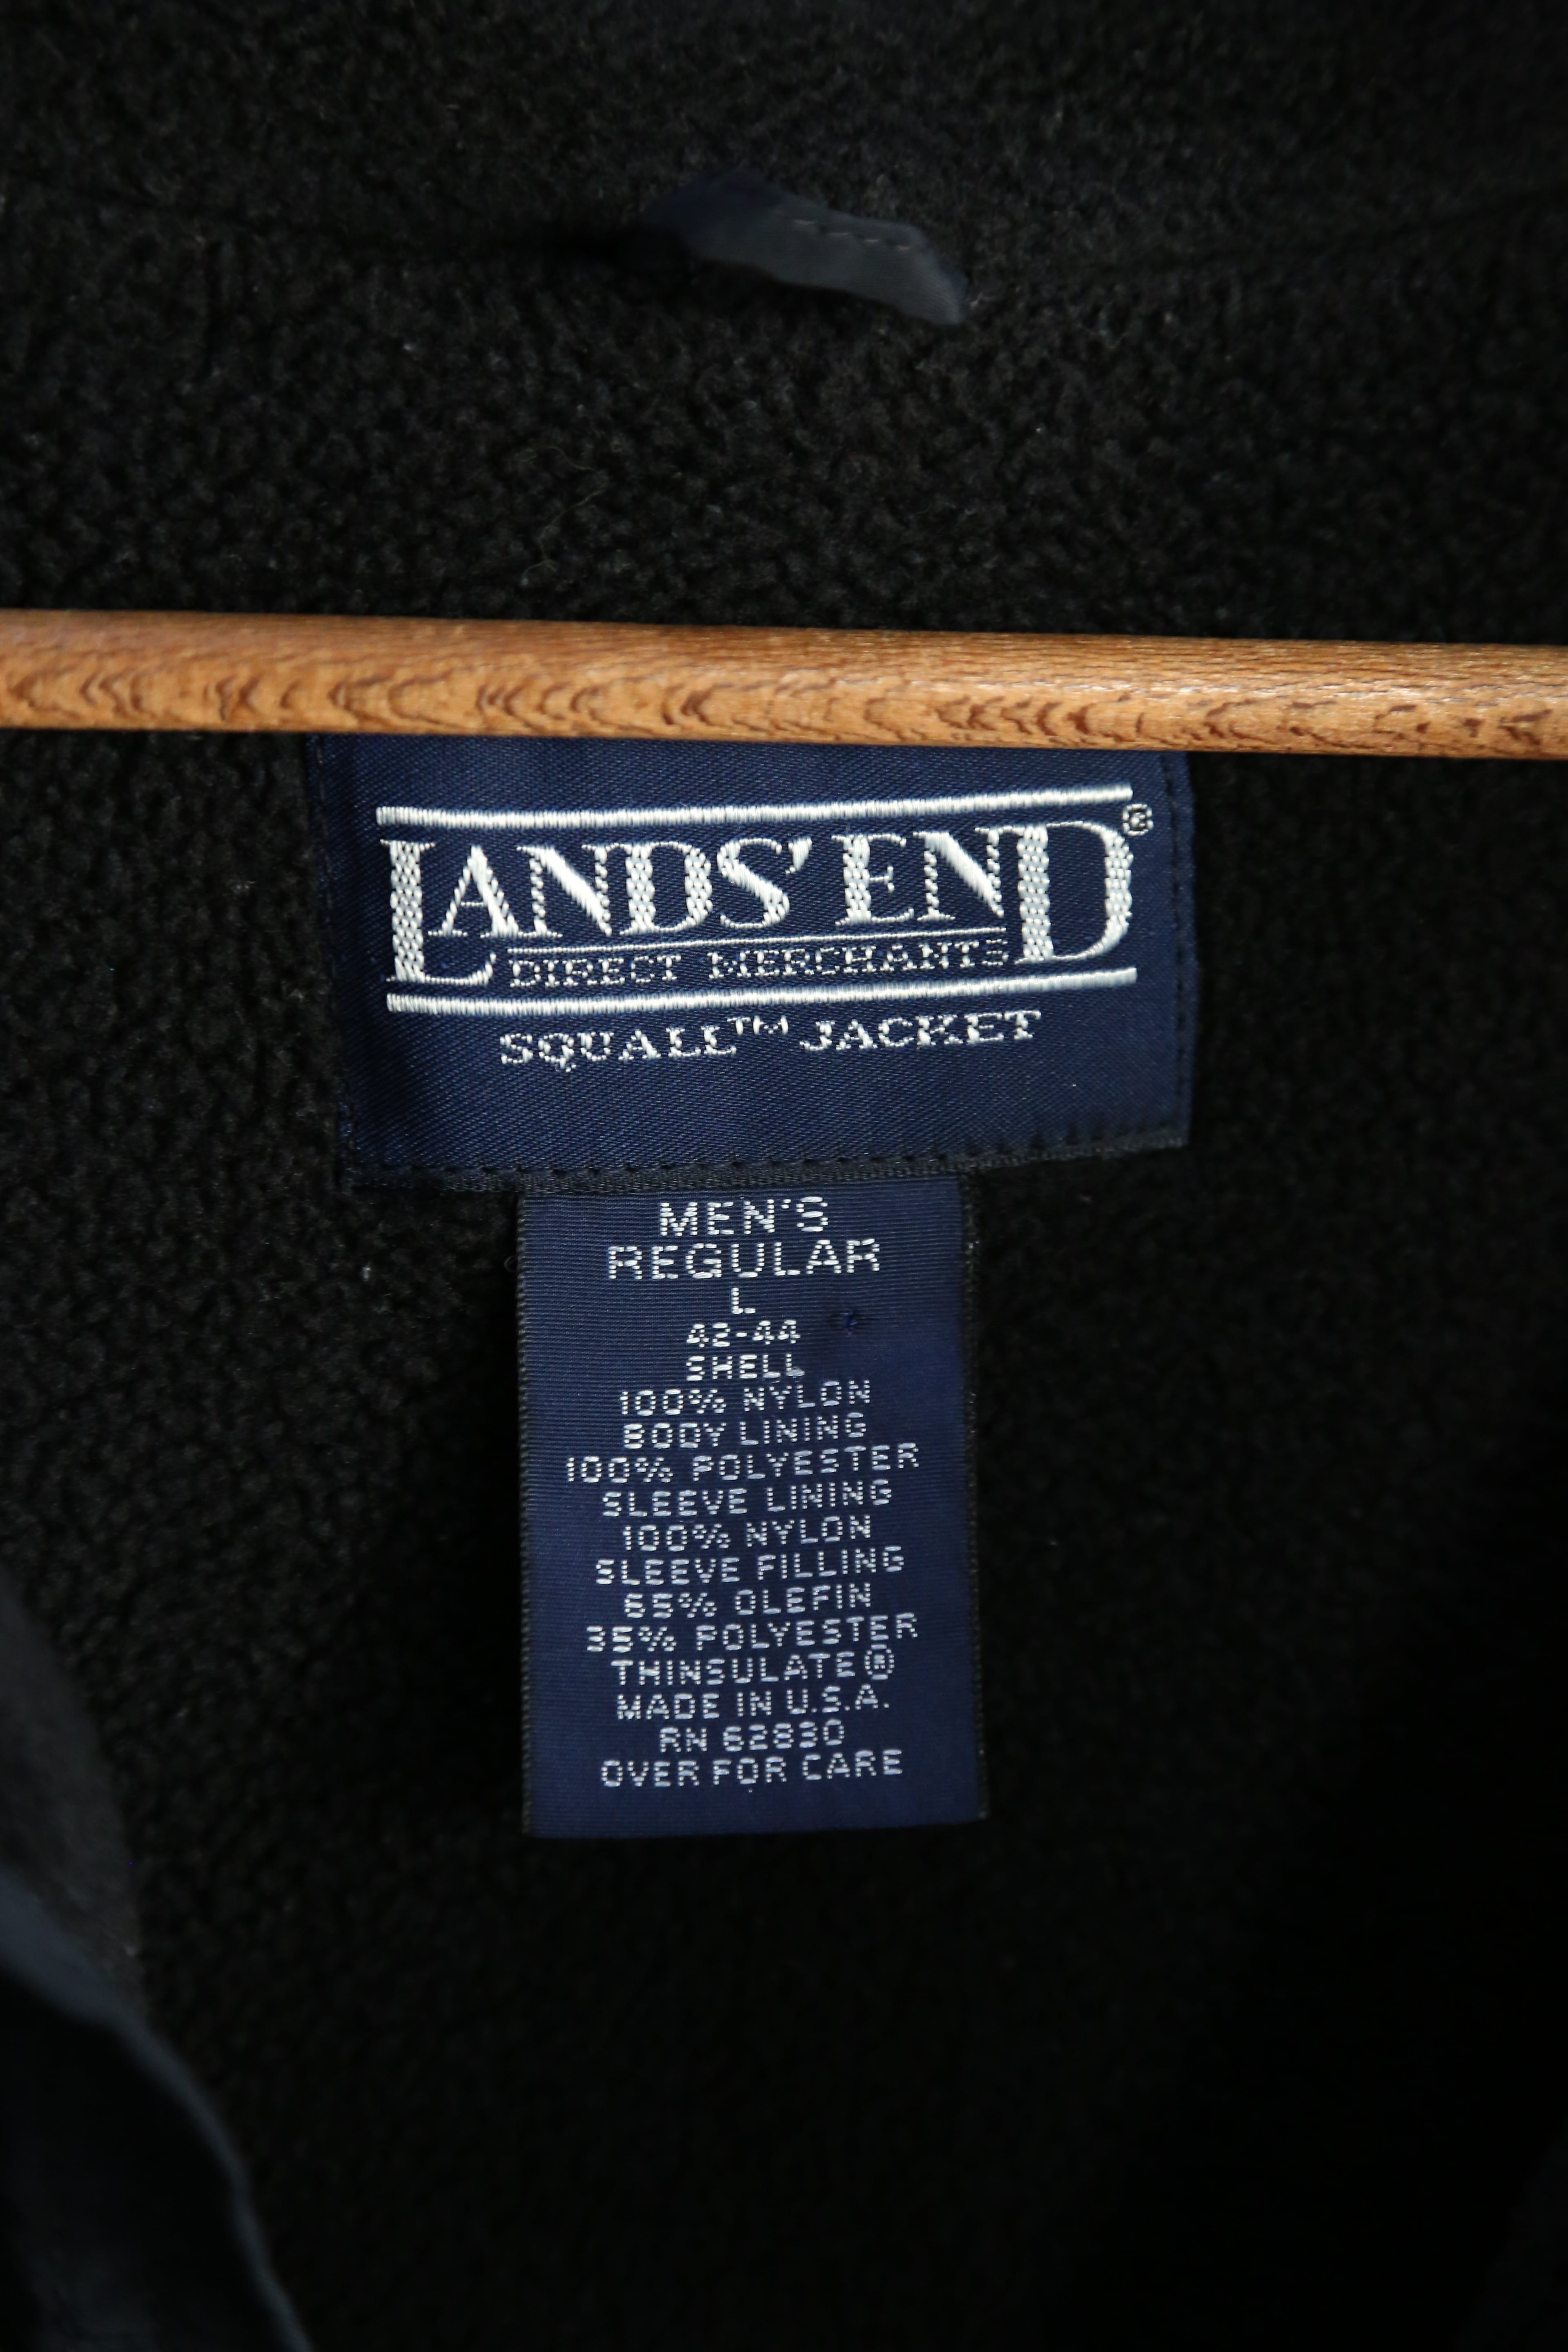 LANDS' END®
DIRECT MERCHANTS
SQUALL™ JACKET
MEN'S
REGULAR
L
42-44
SHELL
100% NYLON
BODY LINING
100% POLYESTER
SLEEVE LINING
100% NYLON
SLEEVE FILLING
65% OLEFIN
35% POLYESTER
THINSULATE®
MADE IN U.S.A.
RN 62830
OVER FOR CARE